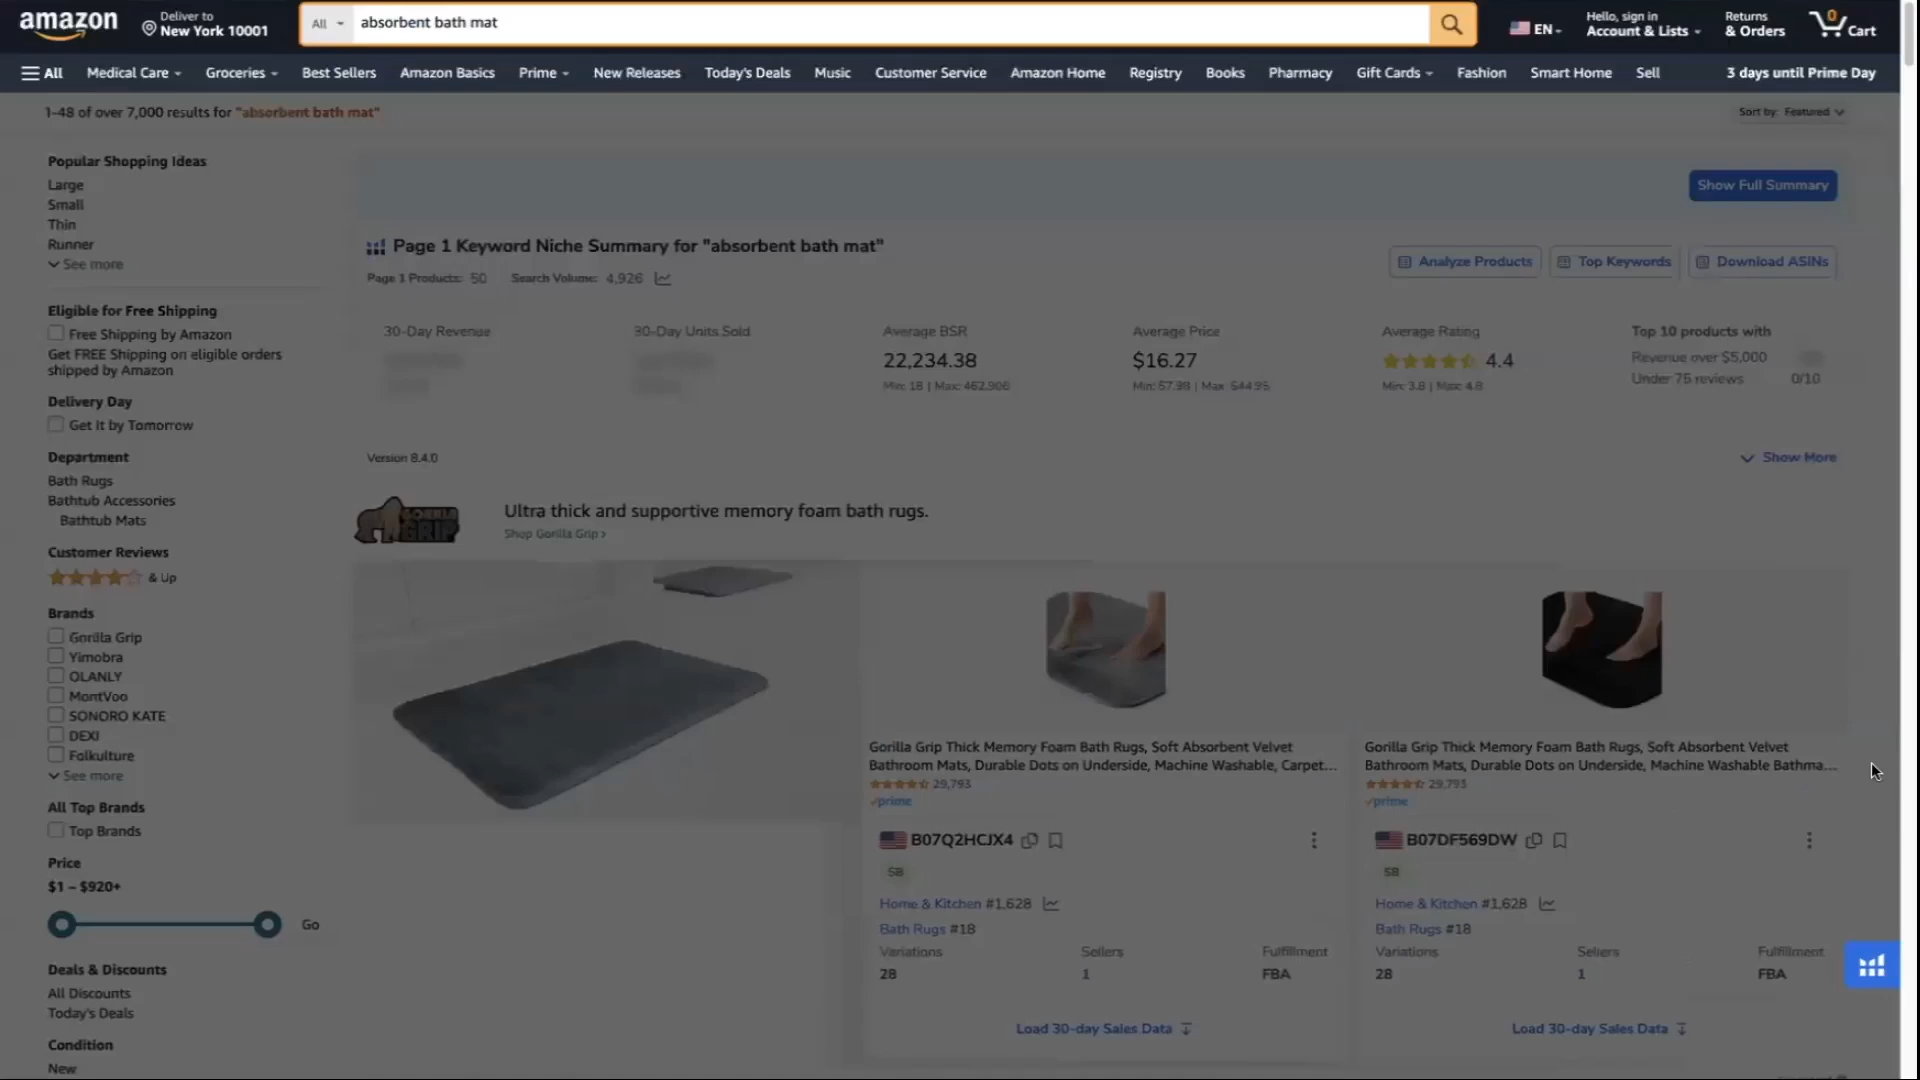 amazon
Deliver to
New York 10001
All
absorbent bath mat
EN
Hello, sign in
Account & Lists
Returns
& Orders
0
Cart
All
Medical Care
Groceries
Best Sellers
Amazon Basics
Prime
New Releases
Today's Deals
Music
Customer Service
Amazon Home
Registry
Books
Pharmacy
Gift Cards
Fashion
Smart Home
Sell
3 days until Prime Day
1-48 of over 7,000 results for "absorbent bath mat"
Sort by: Featured
Popular Shopping Ideas
Large
Small
Thin
Runner
See more
Eligible for Free Shipping
Free Shipping by Amazon
Get FREE Shipping on eligible orders
shipped by Amazon
Delivery Day
Get It by Tomorrow
Department
Bath Rugs
Bathtub Accessories
Bathtub Mats
Customer Reviews
& Up
Brands
Gorilla Grip
Yimobra
OLANLY
MontVoo
SONORO KATE
DEXI
Folkulture
See more
All Top Brands
Top Brands
Price
$1 – $920+
Go
Deals & Discounts
All Discounts
Today's Deals
Condition
New
Show Full Summary
Page 1 Keyword Niche Summary for "absorbent bath mat"
Page 1 Products: 50
Search Volume: 4,926
Analyze Products
Top Keywords
Download ASINs
30-Day Revenue
30-Day Units Sold
Average BSR
22,234.38
Min: 18 | Max: 462,906
Average Price
$16.27
Min: $7.98 | Max: $44.95
Average Rating
4.4
Min: 3.8 | Max: 4.8
Top 10 products with
Revenue over $5,000
Under 75 reviews
0/10
Version 8.4.0
Show More
GORILLA
GRIP
Ultra thick and supportive memory foam bath rugs.
Shop Gorilla Grip ›
Gorilla Grip Thick Memory Foam Bath Rugs, Soft Absorbent Velvet
Bathroom Mats, Durable Dots on Underside, Machine Washable, Carpet...
29,793
prime
B07Q2HCJX4
SB
Home & Kitchen #1,628
Bath Rugs #18
Variations
28
Sellers
1
Fulfillment
FBA
Load 30-day Sales Data
Gorilla Grip Thick Memory Foam Bath Rugs, Soft Absorbent Velvet
Bathroom Mats, Durable Dots on Underside, Machine Washable Bathma...
29,793
prime
B07DF569DW
SB
Home & Kitchen #1,628
Bath Rugs #18
Variations
28
Sellers
1
Fulfillment
FBA
Load 30-day Sales Data